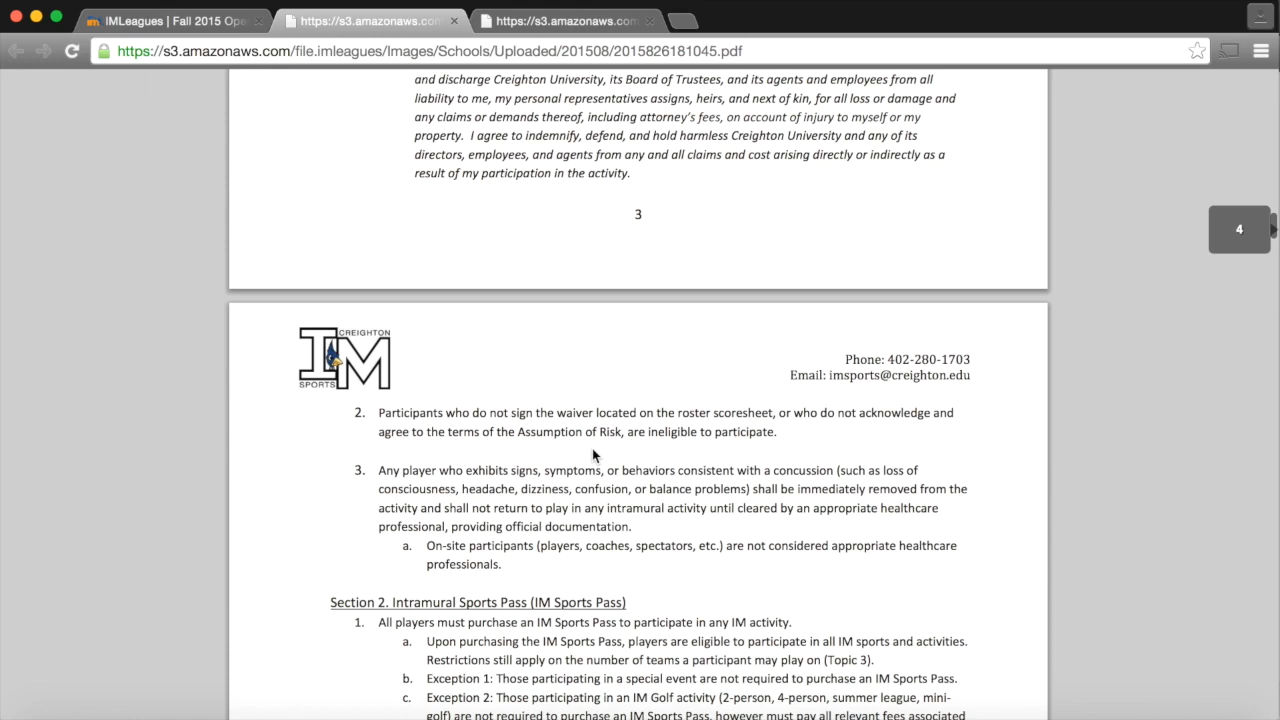 IMLeagues | Fall 2015 Ope
https://s3.amazonaws.com
https://s3.amazonaws.com
https://s3.amazonaws.com/file.imleagues/Images/Schools/Uploaded/201508/2015826181045.pdf
and discharge Creighton University, its Board of Trustees, and its agents and employees from all
liability to me, my personal representatives assigns, heirs, and next of kin, for all loss or damage and
any claims or demands thereof, including attorney's fees, on account of injury to myself or my
property. I agree to indemnify, defend, and hold harmless Creighton University and any of its
directors, employees, and agents from any and all claims and cost arising directly or indirectly as a
result of my participation in the activity.
3
4
CREIGHTON
IM
SPORTS
Phone: 402-280-1703
Email: imsports@creighton.edu
2. Participants who do not sign the waiver located on the roster scoresheet, or who do not acknowledge and
agree to the terms of the Assumption of Risk, are ineligible to participate.
3. Any player who exhibits signs, symptoms, or behaviors consistent with a concussion (such as loss of
consciousness, headache, dizziness, confusion, or balance problems) shall be immediately removed from the
activity and shall not return to play in any intramural activity until cleared by an appropriate healthcare
professional, providing official documentation.
a. On-site participants (players, coaches, spectators, etc.) are not considered appropriate healthcare
professionals.
Section 2. Intramural Sports Pass (IM Sports Pass)
1. All players must purchase an IM Sports Pass to participate in any IM activity.
a. Upon purchasing the IM Sports Pass, players are eligible to participate in all IM sports and activities.
Restrictions still apply on the number of teams a participant may play on (Topic 3).
b. Exception 1: Those participating in a special event are not required to purchase an IM Sports Pass.
c. Exception 2: Those participating in an IM Golf activity (2-person, 4-person, summer league, mini-
golf) are not required to purchase an IM Sports Pass, however must pay all relevant fees associated